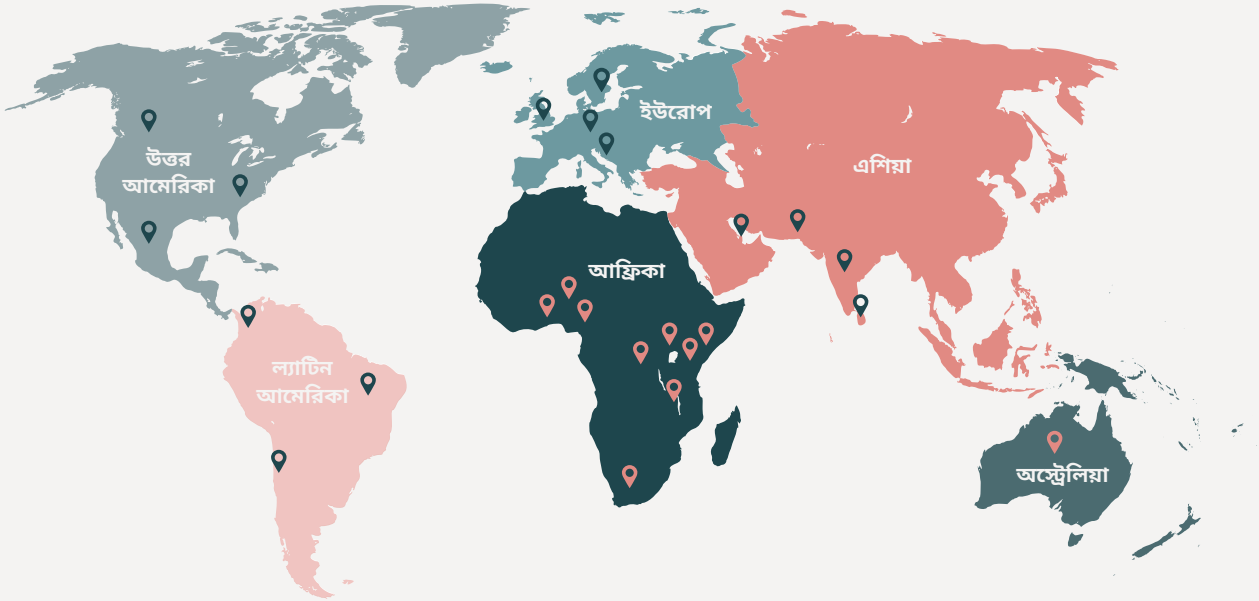 ইউরোপ
উত্তর
আমেরিকা
এশিয়া
আফ্রিকা
ল্যাটিন
আমেরিকা
অস্ট্রেলিয়া